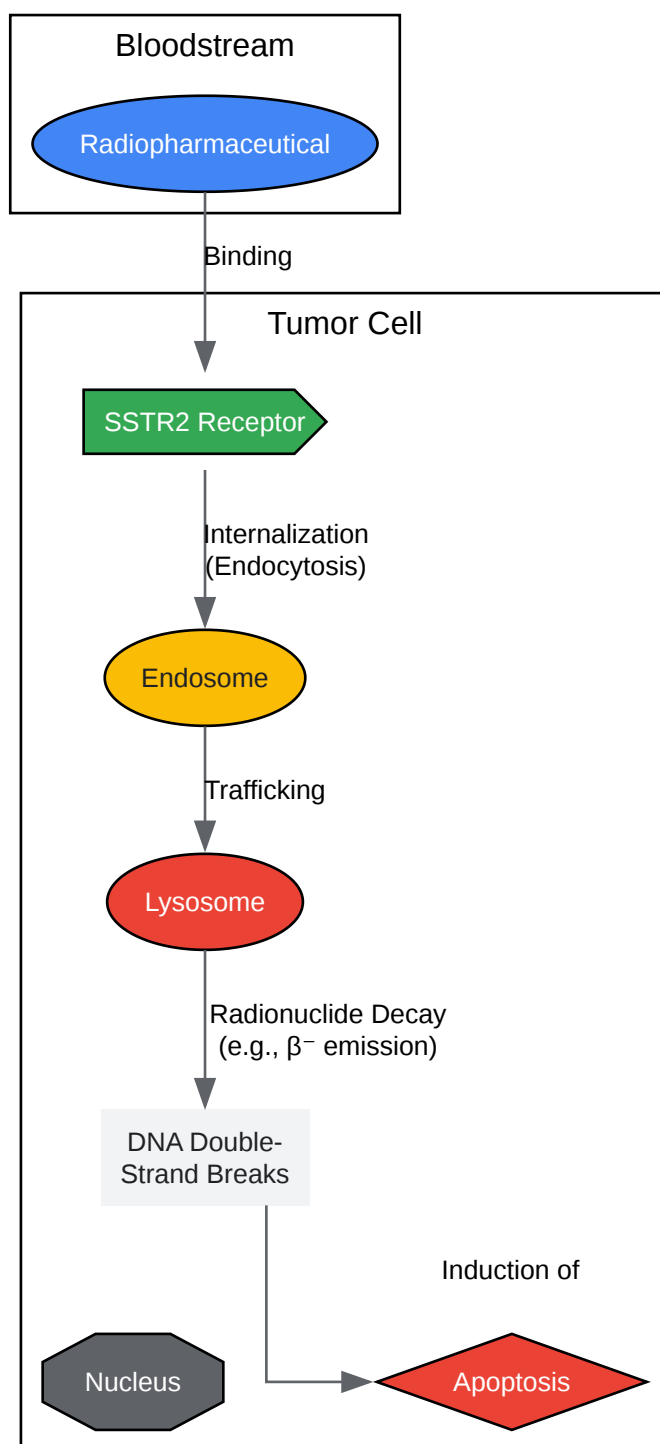 Bloodstream
Radiopharmaceutical
Binding
Tumor Cell
SSTR2 Receptor
Internalization
(Endocytosis)
Endosome
Trafficking
Lysosome
Radionuclide Decay
(e.g., β⁻ emission)
DNA Double-
Strand Breaks
Induction of
Nucleus
Apoptosis